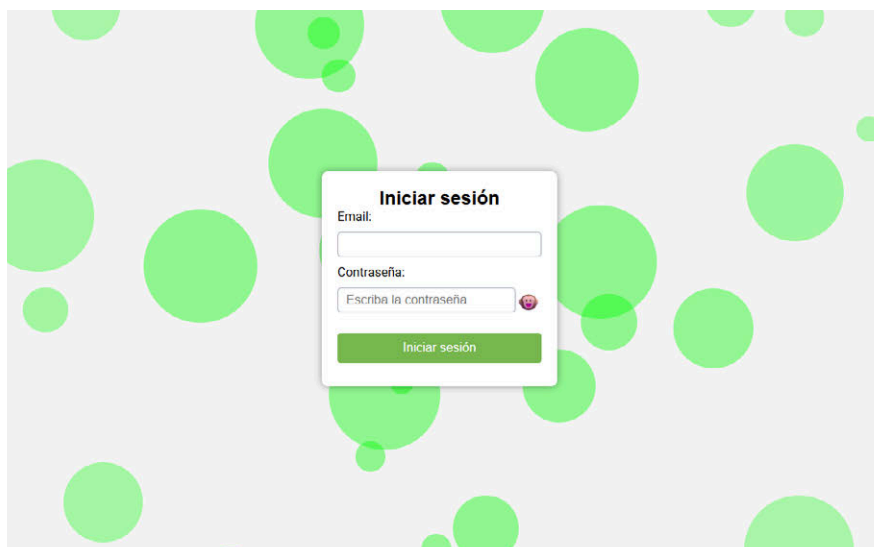 Iniciar sesión
Email:
Contraseña:
Escriba la contraseña
Iniciar sesión